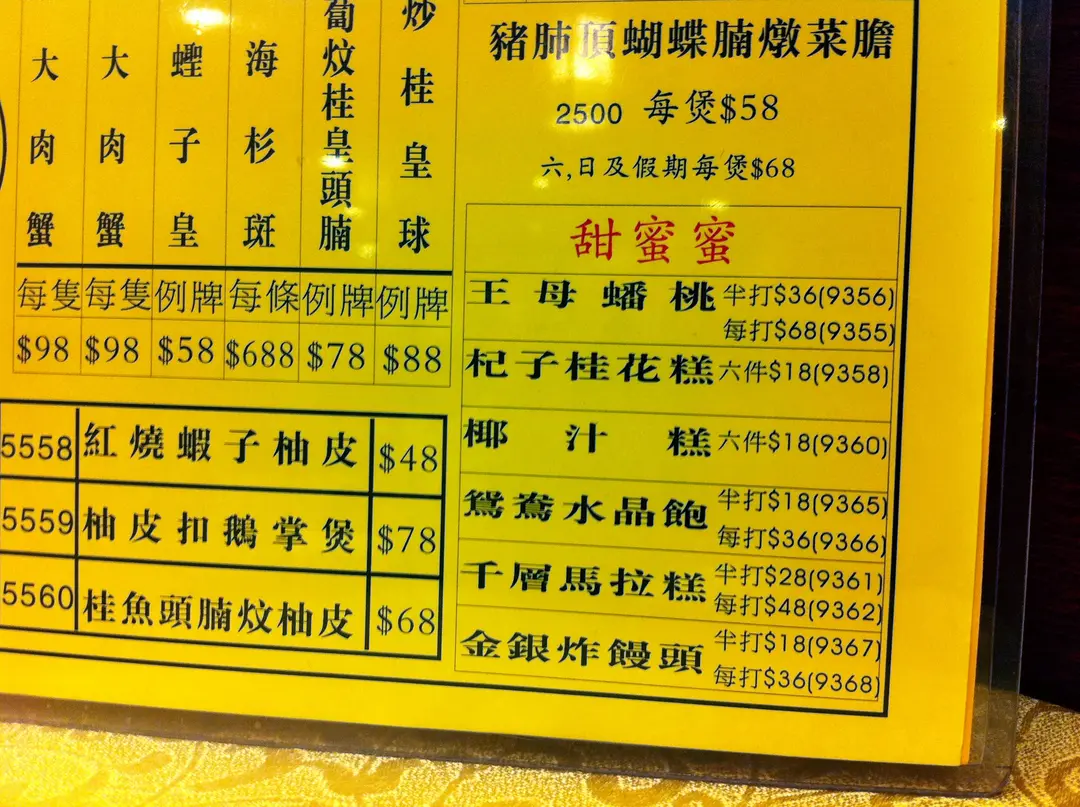 大肉蟹
每隻
$98
大肉蟹
每隻
$98
蟶子皇
例牌
$58
海杉斑
每條
$688
炆桂皇頭腩
例牌
$78
炒桂皇球
例牌
$88
5558 紅燒蝦子柚皮 $48
5559 柚皮扣鵝掌煲 $78
5560 桂魚頭腩炆柚皮 $68
豬肺頂蝴蝶腩燉菜膽
2500 每煲$58
六,日及假期每煲$68
甜蜜蜜
王母蟠桃 半打$36(9356)
每打$68(9355)
杞子桂花糕 六件$18(9358)
椰汁糕 六件$18(9360)
鴛鴦水晶飽 半打$18(9365)
每打$36(9366)
千層馬拉糕 半打$28(9361)
每打$48(9362)
金銀炸饅頭 半打$18(9367)
每打$36(9368)